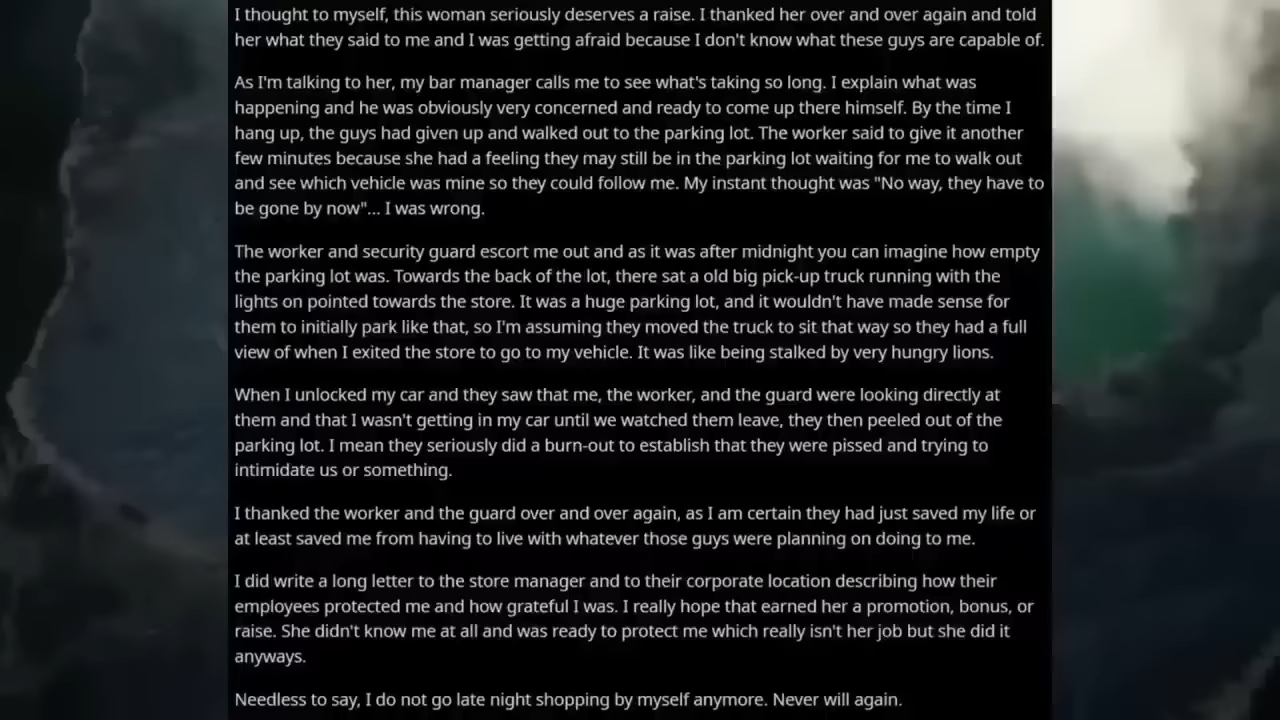 I thought to myself, this woman seriously deserves a raise. I thanked her over and over again and told
her what they said to me and I was getting afraid because I don't know what these guys are capable of.
As I'm talking to her, my bar manager calls me to see what's taking so long. I explain what was
happening and he was obviously very concerned and ready to come up there himself. By the time I
hang up, the guys had given up and walked out to the parking lot. The worker said to give it another
few minutes because she had a feeling they may still be in the parking lot waiting for me to walk out
and see which vehicle was mine so they could follow me. My instant thought was "No way, they have to
be gone by now"... I was wrong.
The worker and security guard escort me out and as it was after midnight you can imagine how empty
the parking lot was. Towards the back of the lot, there sat a old big pick-up truck running with the
lights on pointed towards the store. It was a huge parking lot, and it wouldn't have made sense for
them to initially park like that, so I'm assuming they moved the truck to sit that way so they had a full
view of when I exited the store to go to my vehicle. It was like being stalked by very hungry lions.
When I unlocked my car and they saw that me, the worker, and the guard were looking directly at
them and that I wasn't getting in my car until we watched them leave, they then peeled out of the
parking lot. I mean they seriously did a burn-out to establish that they were pissed and trying to
intimidate us or something.
I thanked the worker and the guard over and over again, as I am certain they had just saved my life or
at least saved me from having to live with whatever those guys were planning on doing to me.
I did write a long letter to the store manager and to their corporate location describing how their
employees protected me and how grateful I was. I really hope that earned her a promotion, bonus, or
raise. She didn't know me at all and was ready to protect me which really isn't her job but she did it
anyways.
Needless to say, I do not go late night shopping by myself anymore. Never will again.